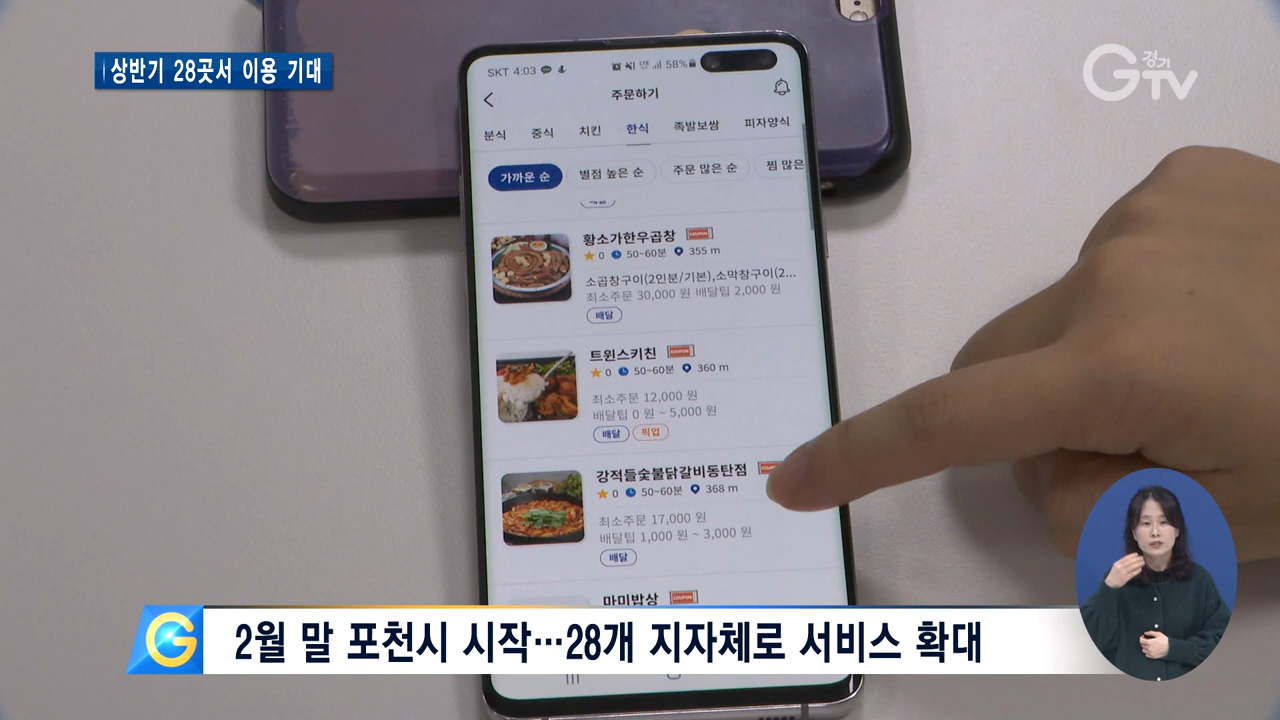 상반기 28곳서 이용 기대
경기
GTV
SKT 4:03
58%
주문하기
분식 중식 치킨 한식 족발보쌈 피자양식
가까운 순 별점 높은 순 주문 많은 순 찜 많은
황소가한우곱창 COUPON
0 50~60분 355 m
소곱창구이(2인분/기본),소막창구이(2...
최소주문 30,000 원 배달팁 2,000 원
배달
트윈스키친 COUPON
0 50~60분 360 m
최소주문 12,000 원
배달팁 0 원 ~ 5,000 원
배달 픽업
강적들숯불닭갈비동탄점
0 50~60분 368 m
최소주문 17,000 원
배달팁 1,000 원 ~ 3,000 원
배달
마미밥상 COUPON
G
2월 말 포천시 시작…28개 지자체로 서비스 확대